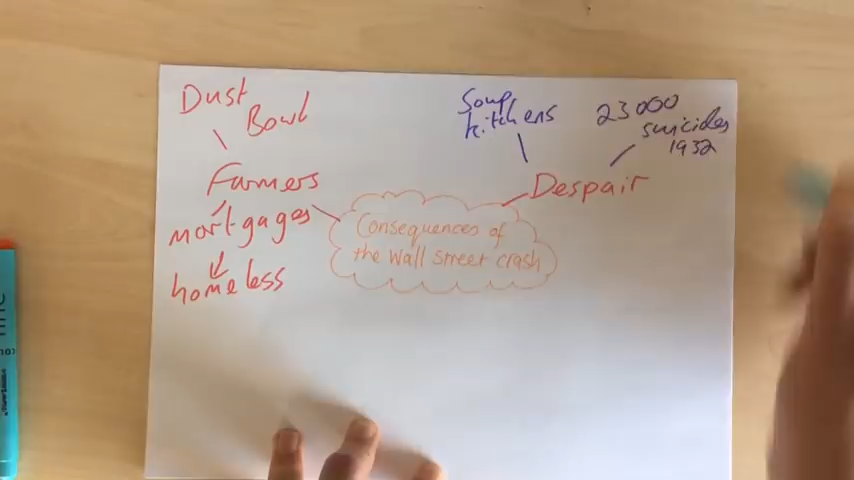 Dust
Bowl
Farmers
mortgages
homeless
Consequences of
the Wall Street crash
Soup
kitchens
23000
suicides
1932
Despair